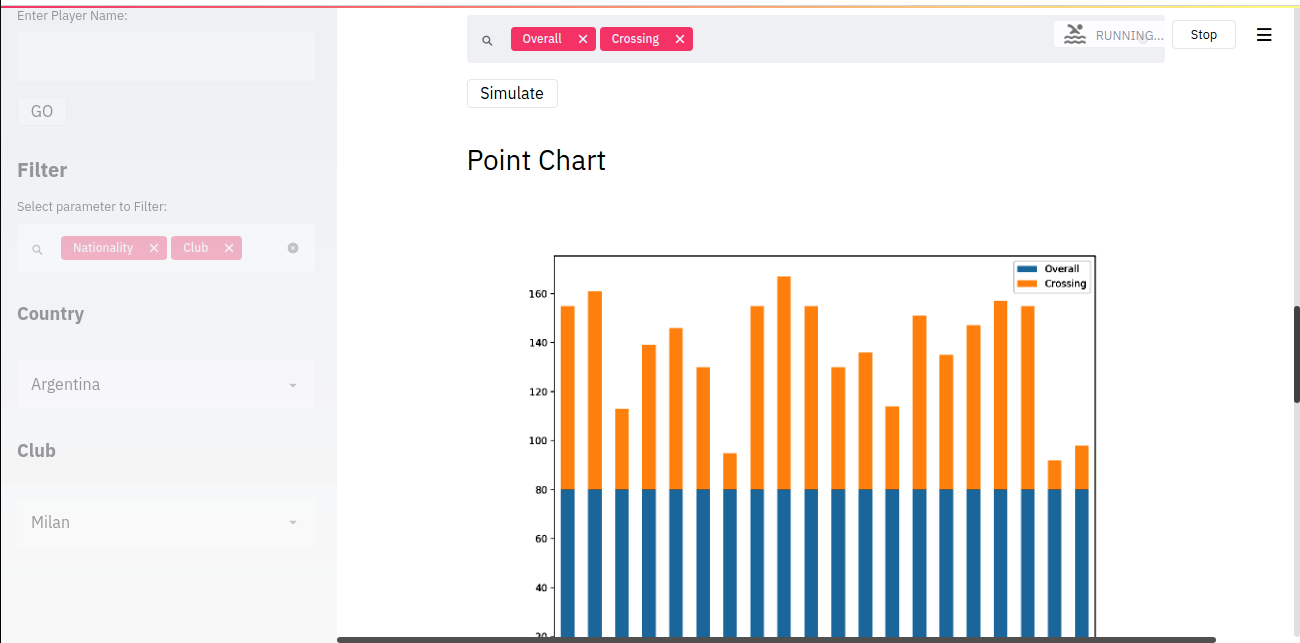 Enter Player Name:
GO
Filter
Select parameter to Filter:
Nationality
Club
Country
Argentina
Club
Milan
Overall
Crossing
RUNNING...
Stop
Simulate
Point Chart
Overall
Crossing
160
140
120
100
80
60
40
20